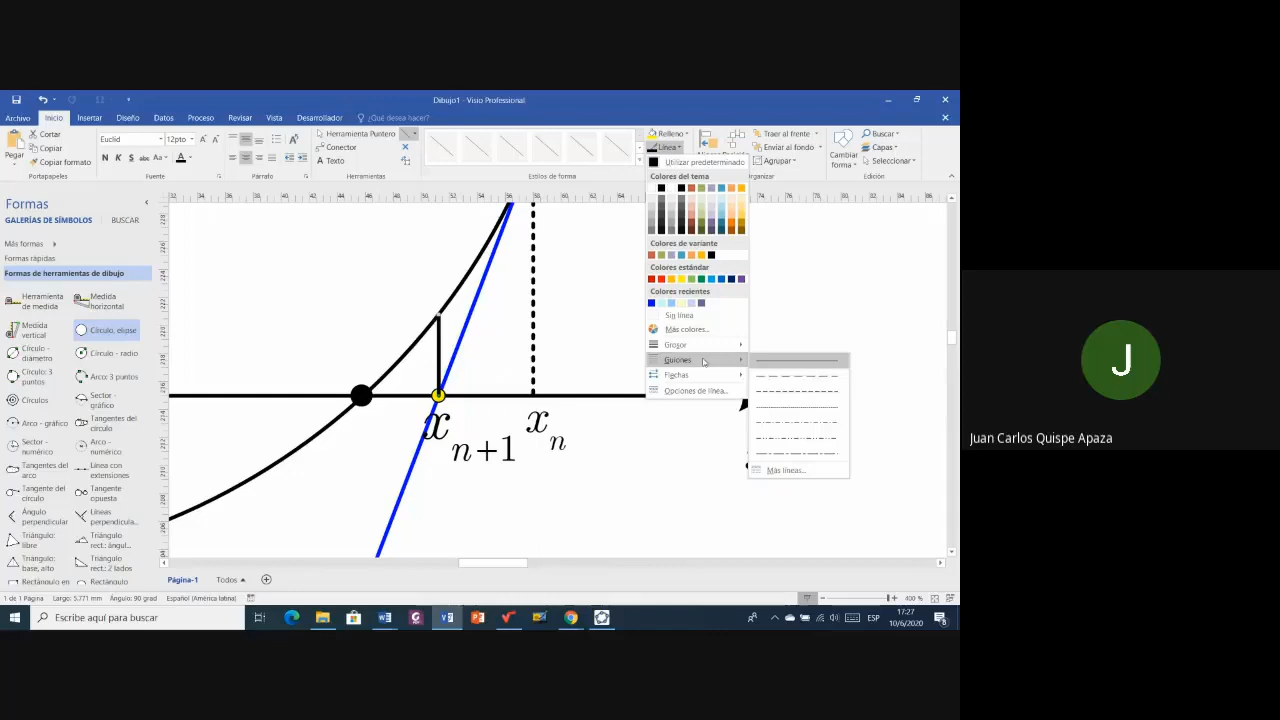 Dibujo1 - Visio Professional
Archivo Inicio Insertar Diseño Datos Proceso Revisar Vista Desarrollador ¿Qué desea hacer?
Pegar
Cortar
Copiar
Copiar formato
Portapapeles
Euclid 12pto
N K S abc Aa A
Fuente
Párrafo
Herramienta Puntero
Conector
A Texto
Herramientas
Estilos de forma
Relleno
Línea
Traer al frente
Enviar al fondo
Agrupar
Capas
Cambiar forma
Buscar
Seleccionar
Edición
Utilizar predeterminado
Colores del tema
Colores de variante
Colores estándar
Colores recientes
Sin línea
Más colores...
Grosor
Guiones
Flechas
Opciones de línea...
Más líneas...
Formas
GALERÍAS DE SÍMBOLOS BUSCAR
Más formas
Formas rápidas
Formas de herramientas de dibujo
Herramienta de medida
Medida horizontal
Medida vertical
Círculo, elipse
Círculo - diámetro
Círculo - radio
Círculo: 3 puntos
Arco: 3 puntos
Círculos
Sector - gráfico
Arco - gráfico
Tangentes del círculo
Sector - numérico
Arco - numérico
Tangentes del arco
Línea con extensiones
Tangente del círculo
Tangente opuesta
Ángulo perpendicular
Líneas perpendicula...
Triángulo: libre
Triángulo rect.: ángul...
Triángulo: base, alto
Triángulo rect.: 2 lados
Rectángulo en
Rectángulo
x n+1
x n
Página-1 Todos
1 de 1 Página Largo: 5.771 mm Ángulo: 90 grad Español (América latina)
400 %
Escribe aquí para buscar
ESP
17:27
10/6/2020
J
Juan Carlos Quispe Apaza